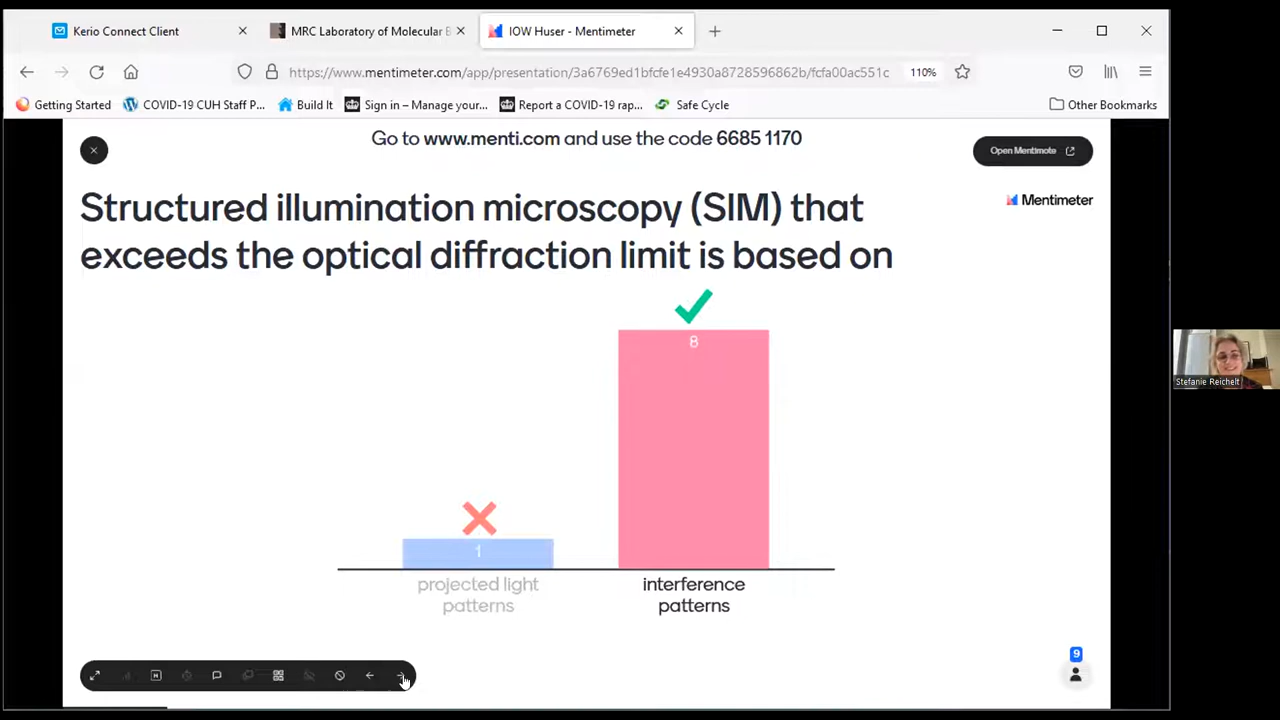 Kerio Connect Client
MRC Laboratory of Molecular B
IOW Huser - Mentimeter
https://www.mentimeter.com/app/presentation/3a6769ed1bfcfe1e4930a8728596862b/fcfa00ac551c
110%
Getting Started
COVID-19 CUH Staff P...
Build It
Sign in – Manage your...
Report a COVID-19 rap...
Safe Cycle
Other Bookmarks
Go to www.menti.com and use the code 6685 1170
Open Mentimote
Mentimeter
Structured illumination microscopy (SIM) that
exceeds the optical diffraction limit is based on
8
1
projected light
patterns
interference
patterns
9
Stefanie Reichelt